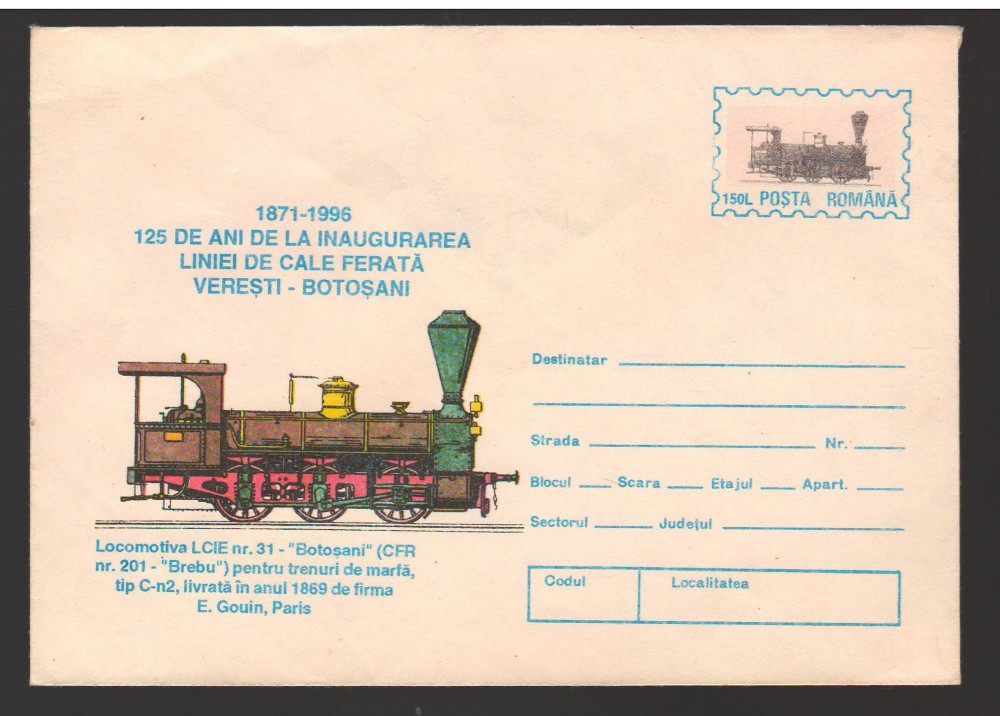 150L POȘTA ROMÂNĂ
1871-1996
125 DE ANI DE LA INAUGURAREA
LINIEI DE CALE FERATĂ
VEREȘTI - BOTOȘANI
Destinatar
Strada Nr.
Blocul Scara Etajul Apart.
Sectorul Județul
Codul Localitatea
Locomotiva LCIE nr. 31 - "Botoșani" (CFR
nr. 201 - "Brebu") pentru trenuri de marfă,
tip C-n2, livrată în anul 1869 de firma
E. Gouin, Paris